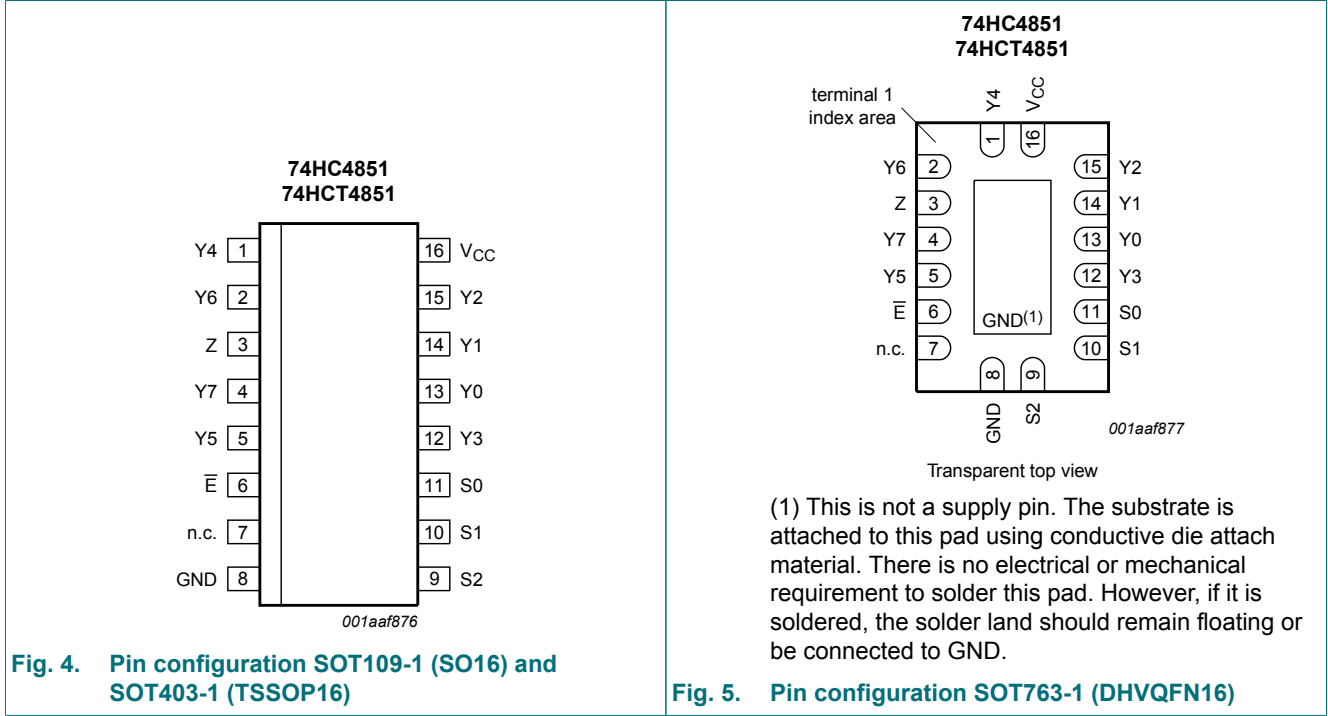 74HC4851
74HCT4851
Y4 1
16 VCC
Y6 2
15 Y2
Z 3
14 Y1
Y7 4
13 Y0
Y5 5
12 Y3
E̅ 6
11 S0
n.c. 7
10 S1
GND 8
9 S2
001aaf876
Fig. 4. Pin configuration SOT109-1 (SO16) and
SOT403-1 (TSSOP16)
74HC4851
74HCT4851
terminal 1
index area
Y4
VCC
1
16
Y6 2
15 Y2
Z 3
14 Y1
Y7 4
13 Y0
Y5 5
12 Y3
E̅ 6
11 S0
GND(1)
n.c. 7
10 S1
8
9
GND
S2
001aaf877
Transparent top view
(1) This is not a supply pin. The substrate is
attached to this pad using conductive die attach
material. There is no electrical or mechanical
requirement to solder this pad. However, if it is
soldered, the solder land should remain floating or
be connected to GND.
Fig. 5. Pin configuration SOT763-1 (DHVQFN16)